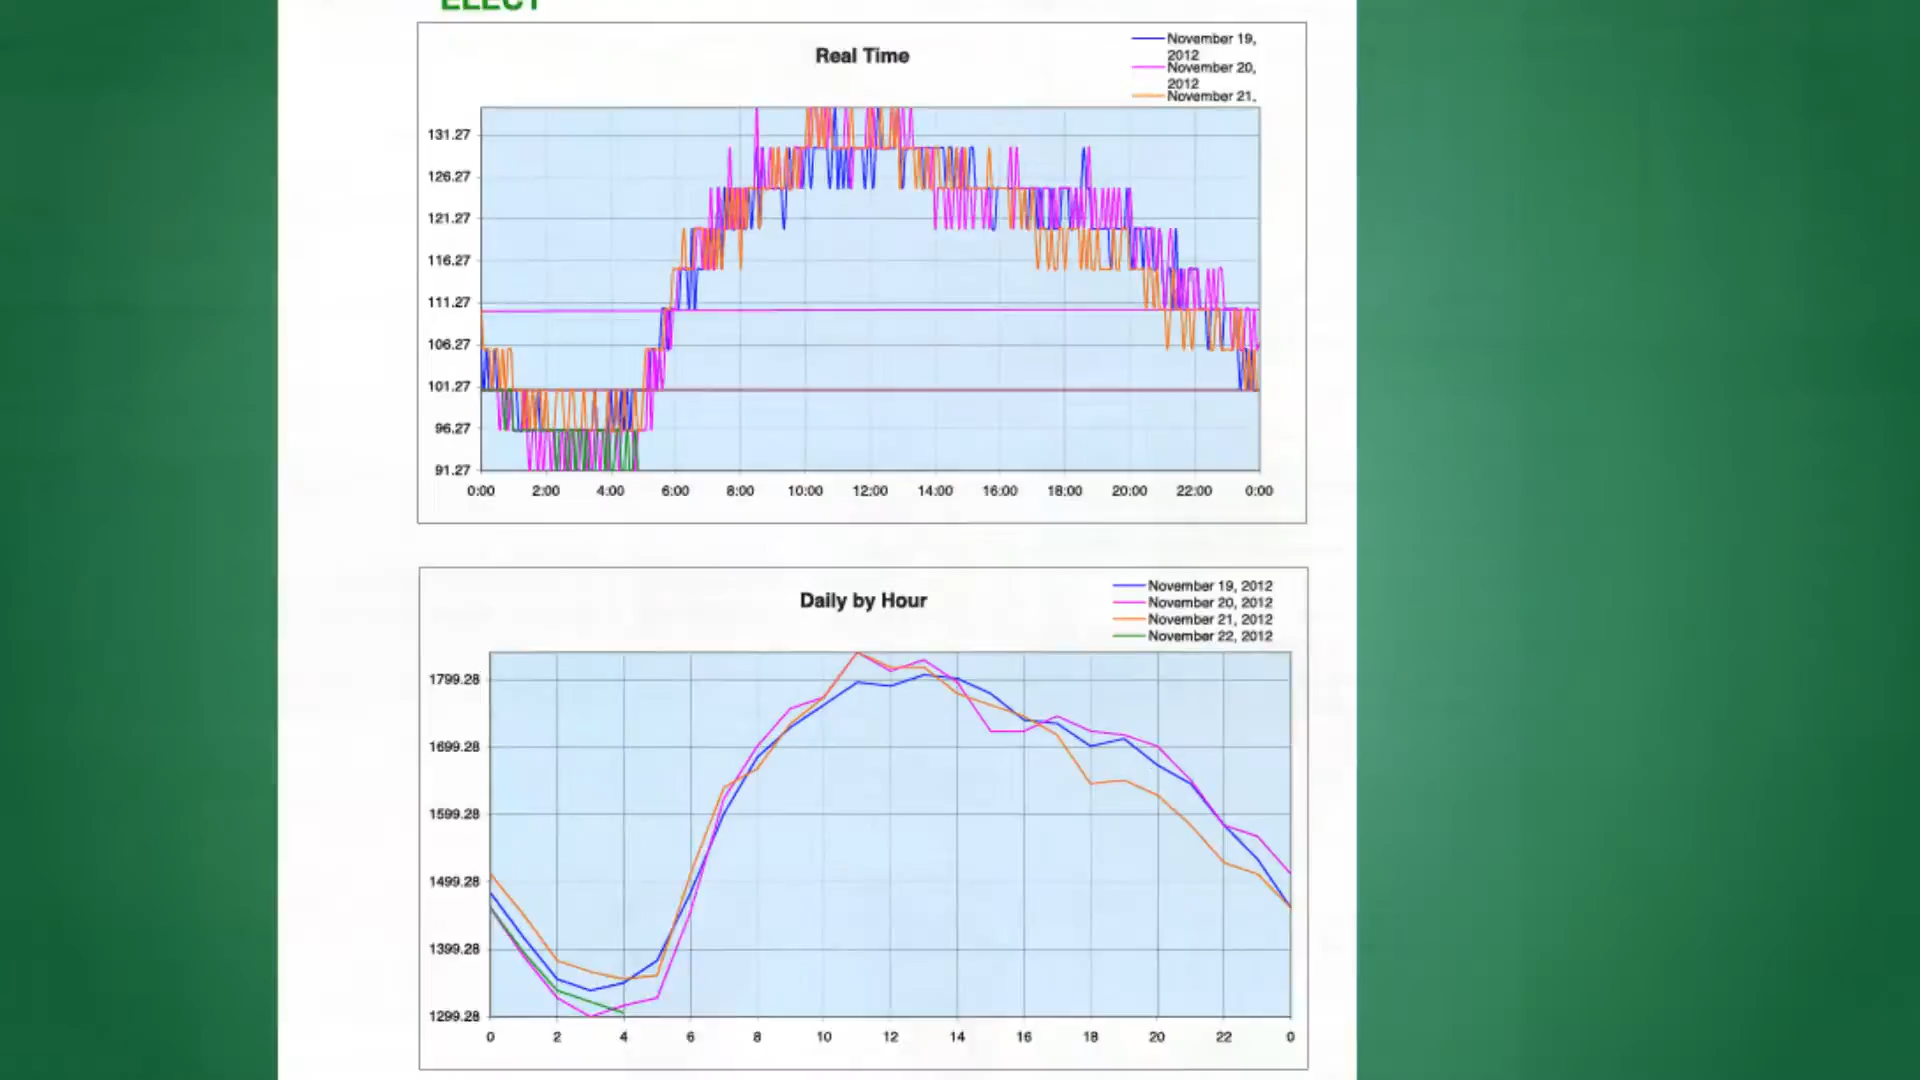 ELECT
Real Time
November 19,
2012
November 20,
2012
November 21,
131.27
126.27
121.27
116.27
111.27
106.27
101.27
96.27
91.27
0:00 2:00 4:00 6:00 8:00 10:00 12:00 14:00 16:00 18:00 20:00 22:00 0:00
Daily by Hour
November 19, 2012
November 20, 2012
November 21, 2012
November 22, 2012
1799.28
1699.28
1599.28
1499.28
1399.28
1299.28
0 2 4 6 8 10 12 14 16 18 20 22 0